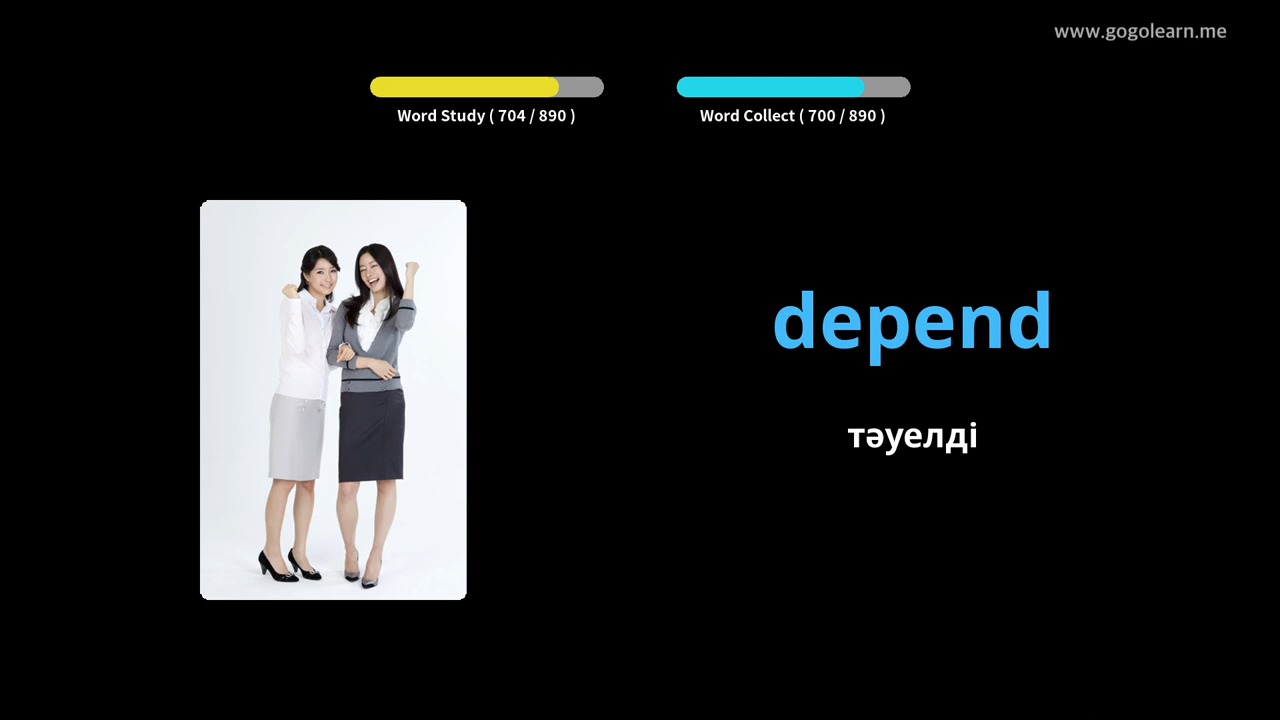 www.gogolearn.me
Word Study ( 704 / 890 )
Word Collect ( 700 / 890 )
depend
тәуелді